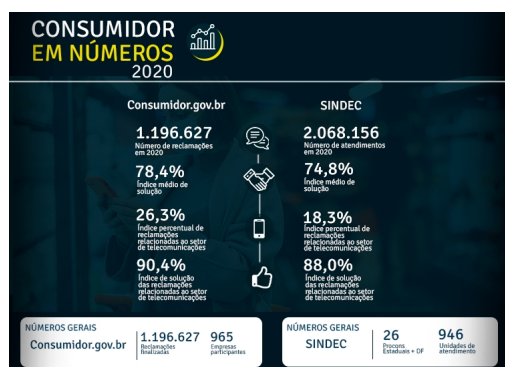 CONSUMIDOR
EM NÚMEROS
2020
Consumidor.gov.br
1.196.627
Número de reclamações
em 2020
78,4%
Índice médio de
solução
26,3%
Índice percentual de
reclamações
relacionadas ao setor
de telecomunicações
90,4%
Índice de solução
das reclamações
relacionadas ao setor
de telecomunicações
SINDEC
2.068.156
Número de atendimentos
em 2020
74,8%
Índice médio de
solução
18,3%
Índice percentual de
reclamações
relacionadas ao setor
de telecomunicações
88,0%
Índice de solução
das reclamações
relacionadas ao setor
de telecomunicações
NÚMEROS GERAIS
Consumidor.gov.br
1.196.627
Reclamações
finalizadas
965
Empresas
participantes
NÚMEROS GERAIS
SINDEC
26
Procons
Estaduais + DF
946
Unidades de
atendimento